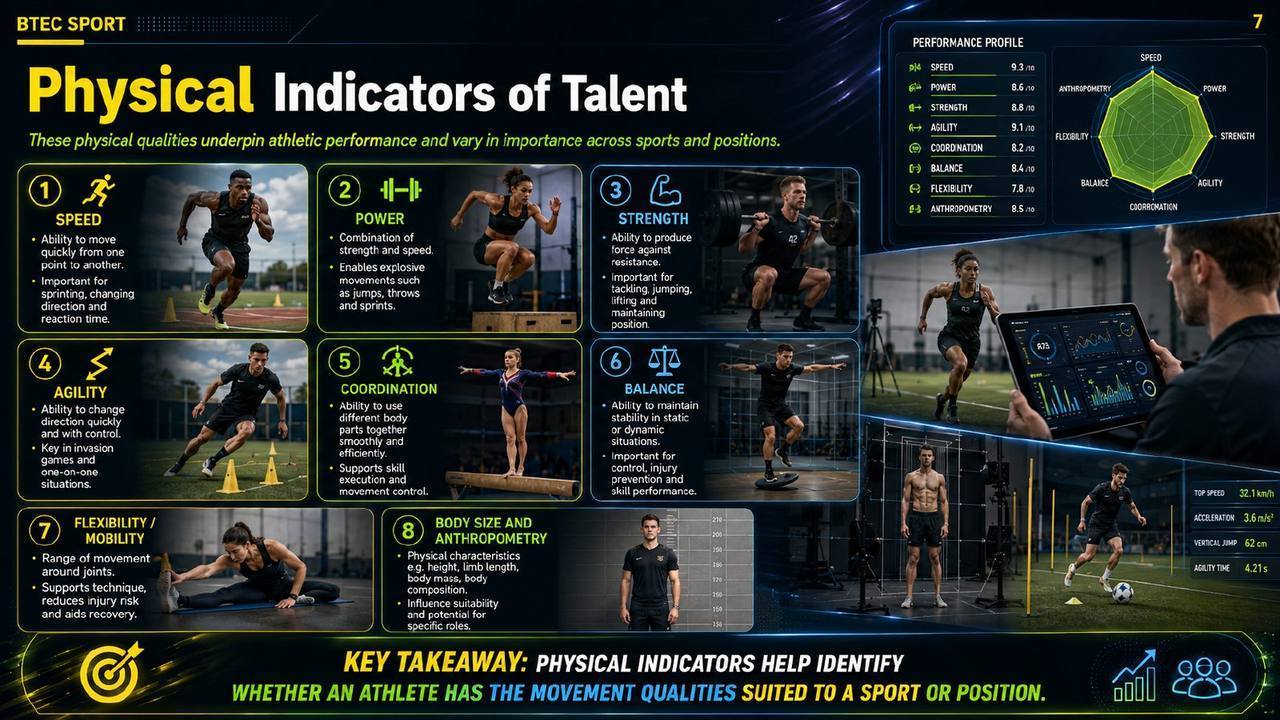 BTEC SPORT
7
Physical Indicators of Talent
These physical qualities underpin athletic performance and vary in importance across sports and positions.
1
SPEED
• Ability to move
quickly from one
point to another.
• Important for
sprinting, changing
direction and
reaction time.
2
POWER
• Combination of
strength and speed.
• Enables explosive
movements such
as jumps, throws
and sprints.
3
STRENGTH
• Ability to produce
force against
resistance.
• Important for
tackling, jumping,
lifting and
maintaining
position.
42
4
AGILITY
• Ability to change
direction quickly
and with control.
• Key in invasion
games and
one-on-one
situations.
5
COORDINATION
• Ability to use
different body
parts together
smoothly and
efficiently.
• Supports skill
execution and
movement control.
6
BALANCE
• Ability to maintain
stability in static
or dynamic
situations.
• Important for
control, injury
prevention and
skill performance.
7
FLEXIBILITY /
MOBILITY
• Range of movement
around joints.
• Supports technique,
reduces injury risk
and aids recovery.
8
BODY SIZE AND
ANTHROPOMETRY
• Physical characteristics
e.g. height, limb length,
body mass, body
composition.
• Influence suitability
and potential for
specific roles.
210
200
190
180
170
160
150
PERFORMANCE PROFILE
SPEED 9.3 /10
POWER 8.6 /10
STRENGTH 8.8 /10
AGILITY 9.1 /10
COORDINATION 8.2 /10
BALANCE 8.4 /10
FLEXIBILITY 7.8 /10
ANTHROPOMETRY 8.5 /10
SPEED
POWER
STRENGTH
AGILITY
COORROMATION
BALANCE
FLEXIBILITY
ANTHROPOMETRY
TOP SPEED 32.1 km/h
ACCELERATION 3.6 m/s²
VERTICAL JUMP 62 cm
AGILITY TIME 4.21 s
KEY TAKEAWAY: PHYSICAL INDICATORS HELP IDENTIFY
WHETHER AN ATHLETE HAS THE MOVEMENT QUALITIES SUITED TO A SPORT OR POSITION.